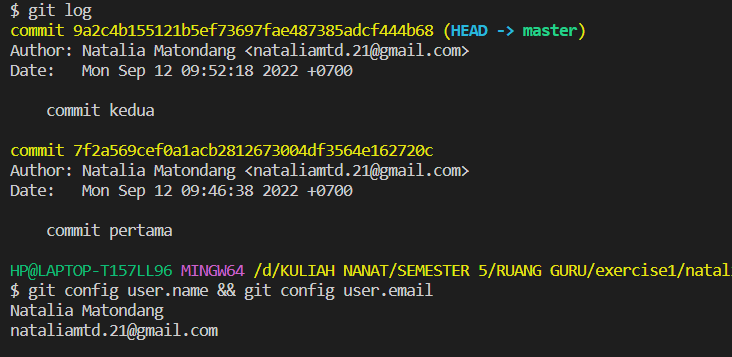 $ git log
commit 9a2c4b155121b5ef73697fae487385adcf444b68 (HEAD -> master)
Author: Natalia Matondang <nataliamtd.21@gmail.com>
Date:   Mon Sep 12 09:52:18 2022 +0700
commit kedua
commit 7f2a569cef0a1acb2812673004df3564e162720c
Author: Natalia Matondang <nataliamtd.21@gmail.com>
Date:   Mon Sep 12 09:46:38 2022 +0700
commit pertama
HP@LAPTOP-T157LL96 MINGW64 /d/KULIAH NANAT/SEMESTER 5/RUANG GURU/exercise1/natal
$ git config user.name && git config user.email
Natalia Matondang
nataliamtd.21@gmail.com